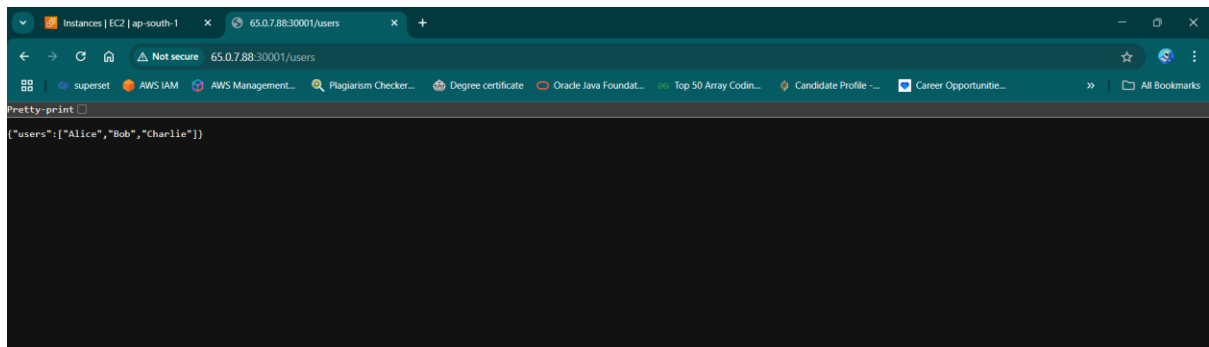 Instances | EC2 | ap-south-1
65.0.7.88:30001/users
Not secure 65.0.7.88:30001/users
superset AWS IAM AWS Management... Plagiarism Checker... Degree certificate Oracle Java Foundat... Top 50 Array Codin... Candidate Profile -... Career Opportunitie... » All Bookmarks
Pretty-print
{"users":["Alice","Bob","Charlie"]}